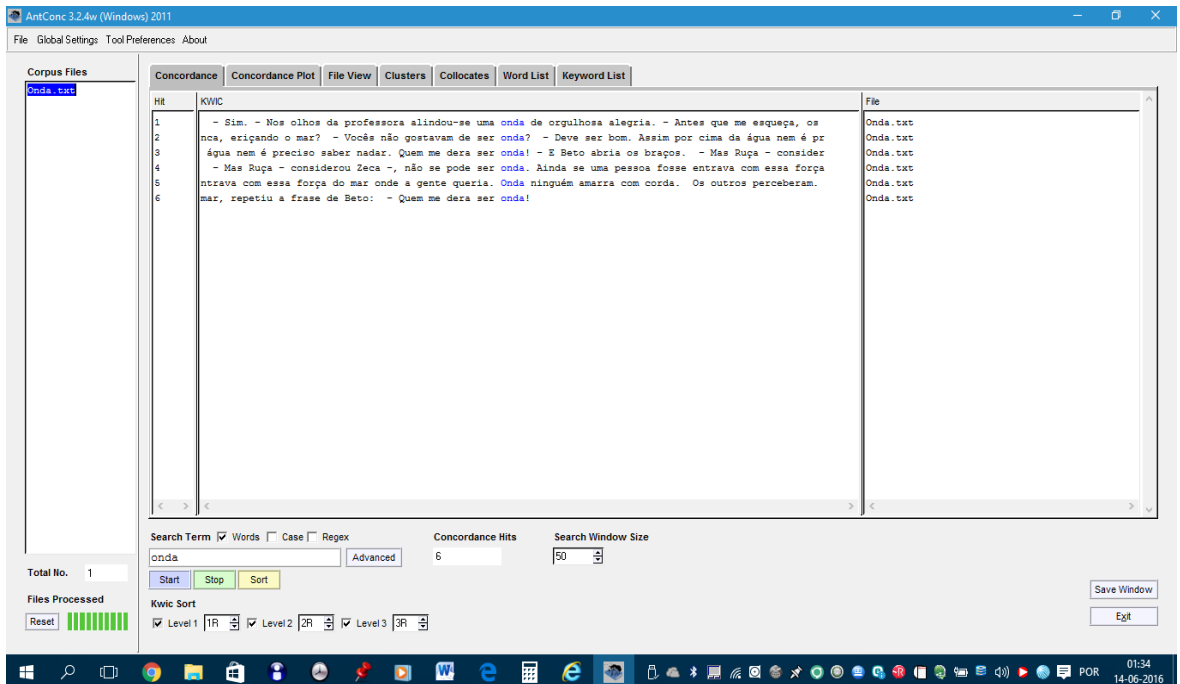 AntConc 3.2.4w (Windows) 2011
File Global Settings Tool Preferences About
Corpus Files
Onda.txt
Total No. 1
Files Processed
Reset
Concordance Concordance Plot File View Clusters Collocates Word List Keyword List
Hit KWIC File
1 - Sim. - Nos olhos da professora alindou-se uma onda de orgulhosa alegria. - Antes que me esqueça, os Onda.txt
2 nca, eriçando o mar? - Vocês não gostavam de ser onda? - Deve ser bom. Assim por cima da água nem é pr Onda.txt
3 água nem é preciso saber nadar. Quem me dera ser onda! - E Beto abria os braços. - Mas Ruça - consider Onda.txt
4 - Mas Ruça - considerou Zeca -, não se pode ser onda. Ainda se uma pessoa fosse entrava com essa força Onda.txt
5 ntrava com essa força do mar onde a gente queria. Onda ninguém amarra com corda. Os outros perceberam. Onda.txt
6 mar, repetiu a frase de Beto: - Quem me dera ser onda! Onda.txt
Search Term Words Case Regex Concordance Hits Search Window Size
onda Advanced 6 50
Start Stop Sort
Kwic Sort
Level 1 1R Level 2 2R Level 3 3R
Save Window
Exit
POR 01:34
14-06-2016